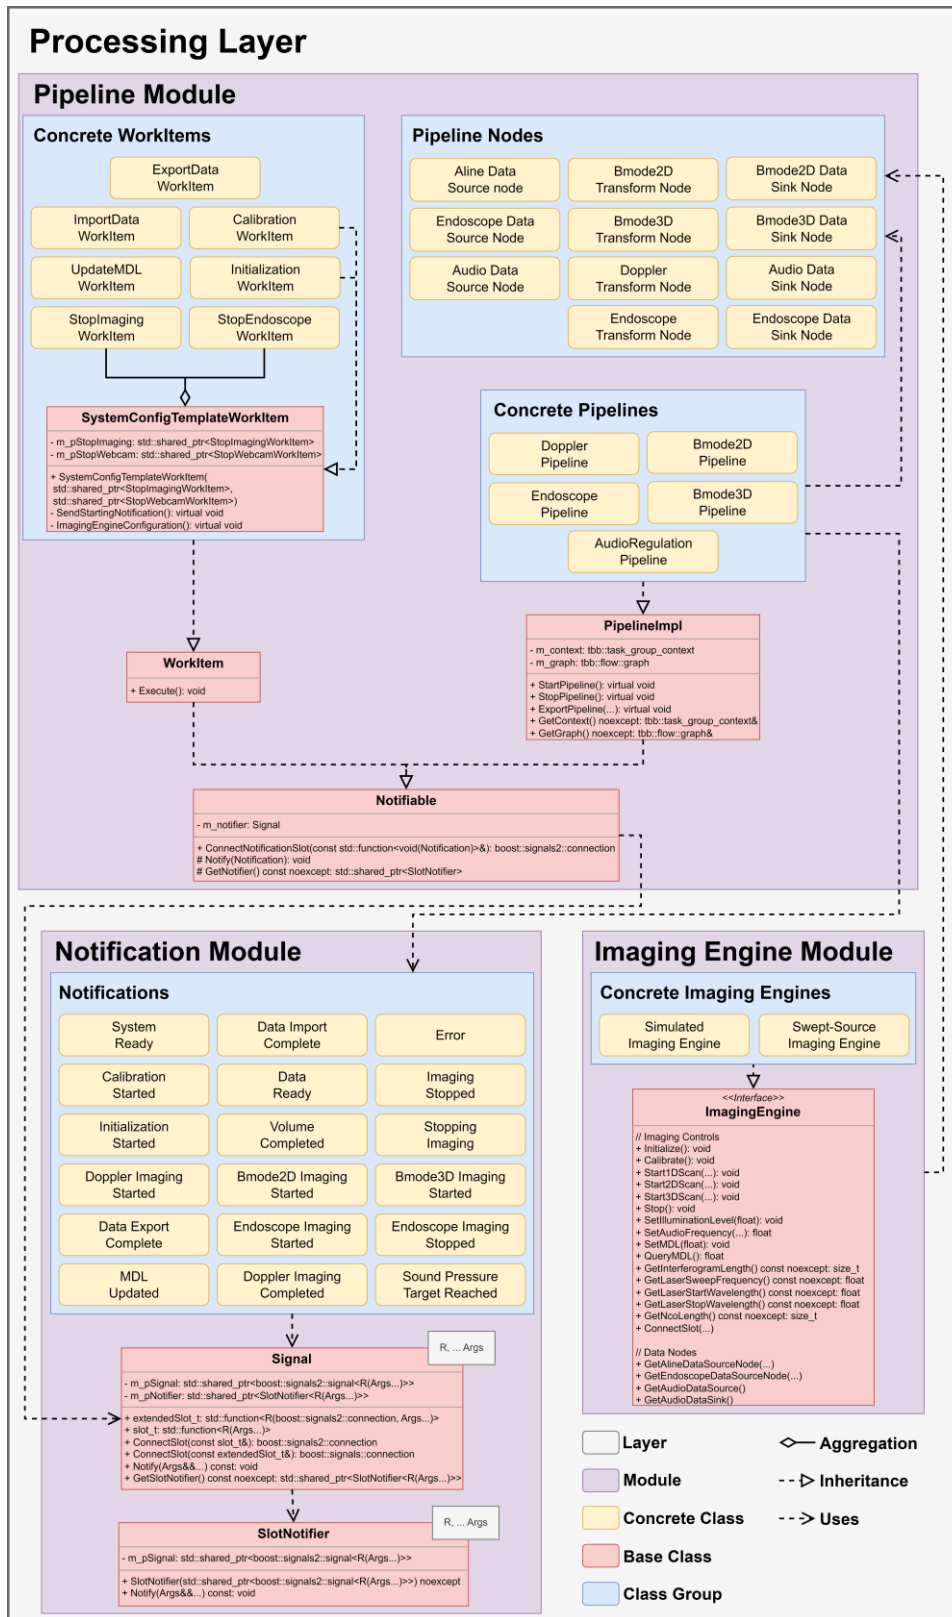 Processing Layer
Pipeline Module
Concrete WorkItems
ExportData
WorkItem
ImportData
WorkItem
Calibration
WorkItem
UpdateMDL
WorkItem
Initialization
WorkItem
StopImaging
WorkItem
StopEndoscope
WorkItem
SystemConfigTemplateWorkItem
- m_pStopImaging: std::shared_ptr<StopImagingWorkItem>
- m_pStopWebcam: std::shared_ptr<StopWebcamWorkItem>
+ SystemConfigTemplateWorkItem(
std::shared_ptr<StopImagingWorkItem>,
std::shared_ptr<StopWebcamWorkItem>)
- SendStartingNotification(): virtual void
- ImagingEngineConfiguration(): virtual void
Pipeline Nodes
Aline Data
Source node
Bmode2D
Transform Node
Bmode2D Data
Sink Node
Endoscope Data
Source Node
Bmode3D
Transform Node
Bmode3D Data
Sink Node
Audio Data
Source Node
Doppler
Transform Node
Audio Data
Sink Node
Endoscope
Transform Node
Endoscope Data
Sink Node
Concrete Pipelines
Doppler
Pipeline
Bmode2D
Pipeline
Endoscope
Pipeline
Bmode3D
Pipeline
AudioRegulation
Pipeline
WorkItem
+ Execute(): void
PipelineImpl
- m_context: tbb::task_group_context
- m_graph: tbb::flow::graph
+ StartPipeline(): virtual void
+ StopPipeline(): virtual void
+ ExportPipeline(...): virtual void
+ GetContext() noexcept: tbb::task_group_context&
+ GetGraph() noexcept: tbb::flow::graph&
Notifiable
- m_notifier: Signal
+ ConnectNotificationSlot(const std::function<void(Notification)>&): boost::signals2::connection
# Notify(Notification): void
# GetNotifier() const noexcept: std::shared_ptr<SlotNotifier>
Notification Module
Notifications
System
Ready
Data Import
Complete
Error
Calibration
Started
Data
Ready
Imaging
Stopped
Initialization
Started
Volume
Completed
Stopping
Imaging
Doppler Imaging
Started
Bmode2D Imaging
Started
Bmode3D Imaging
Started
Data Export
Complete
Endoscope Imaging
Started
Endoscope Imaging
Stopped
MDL
Updated
Doppler Imaging
Completed
Sound Pressure
Target Reached
R, ... Args
Signal
- m_pSignal: std::shared_ptr<boost::signals2::signal<R(Args...)>>
- m_pNotifier: std::shared_ptr<SlotNotifier<R(Args...)>>
+ extendedSlot_t: std::function<R(boost::signals2::connection, Args...)>
+ slot_t: std::function<R(Args...)>
+ ConnectSlot(const slot_t&): boost::signals2::connection
+ ConnectSlot(const extendedSlot_t&): boost::signals::connection
+ Notify(Args&&...) const: void
+ GetSlotNotifier() const noexcept: std::shared_ptr<SlotNotifier<R(Args...)>>
R, ... Args
SlotNotifier
- m_pSignal: std::shared_ptr<boost::signals2::signal<R(Args...)>>
+ SlotNotifier(std::shared_ptr<boost::signals2::signal<R(Args...)>>) noexcept
+ Notify(Args&&...) const: void
Imaging Engine Module
Concrete Imaging Engines
Simulated
Imaging Engine
Swept-Source
Imaging Engine
<<Interface>>
ImagingEngine
// Imaging Controls
+ Initialize(): void
+ Calibrate(): void
+ Start1DScan(...): void
+ Start2DScan(...): void
+ Start3DScan(...): void
+ Stop(): void
+ SetIlluminationLevel(float): void
+ SetAudioFrequency(...): float
+ SetMDL(float): void
+ QueryMDL(): float
+ GetInterferogramLength() const noexcept: size_t
+ GetLaserSweepFrequency() const noexcept: float
+ GetLaserStartWavelength() const noexcept: float
+ GetLaserStopWavelength() const noexcept: float
+ GetNcoLength() const noexcept: size_t
+ ConnectSlot(...)
// Data Nodes
+ GetAlineDataSourceNode(...)
+ GetEndoscopeDataSourceNode(...)
+ GetAudioDataSource()
+ GetAudioDataSink()
Layer
Module
Concrete Class
Base Class
Class Group
Aggregation
Inheritance
Uses